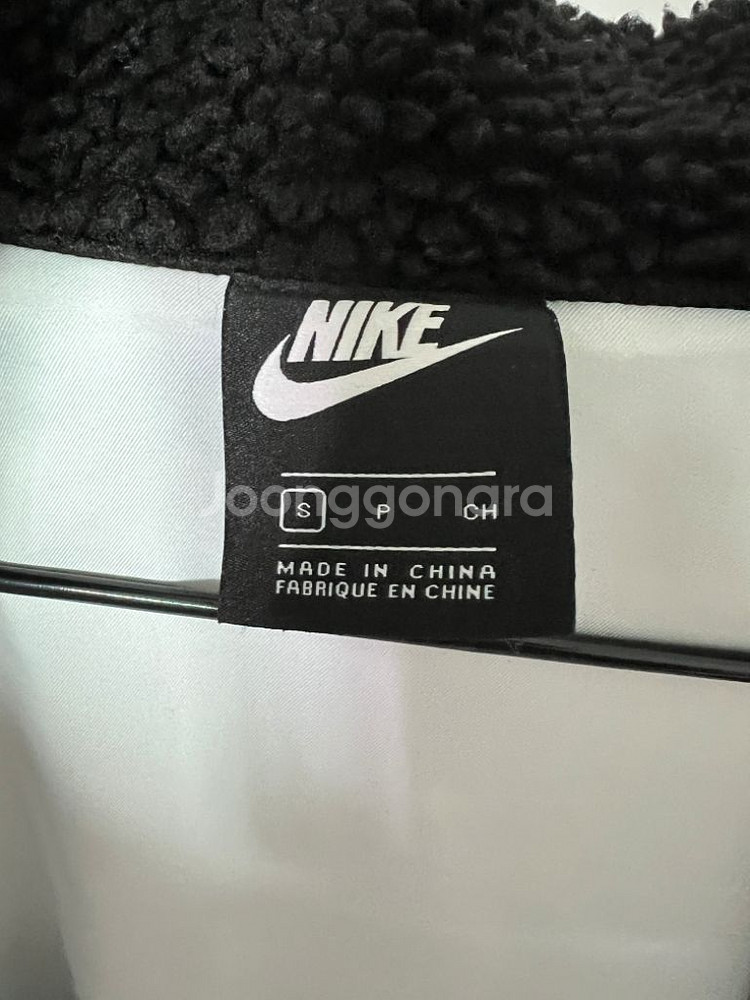 NIKE
S P CH
Joonggonara
MADE IN CHINA
FABRIQUE EN CHINE